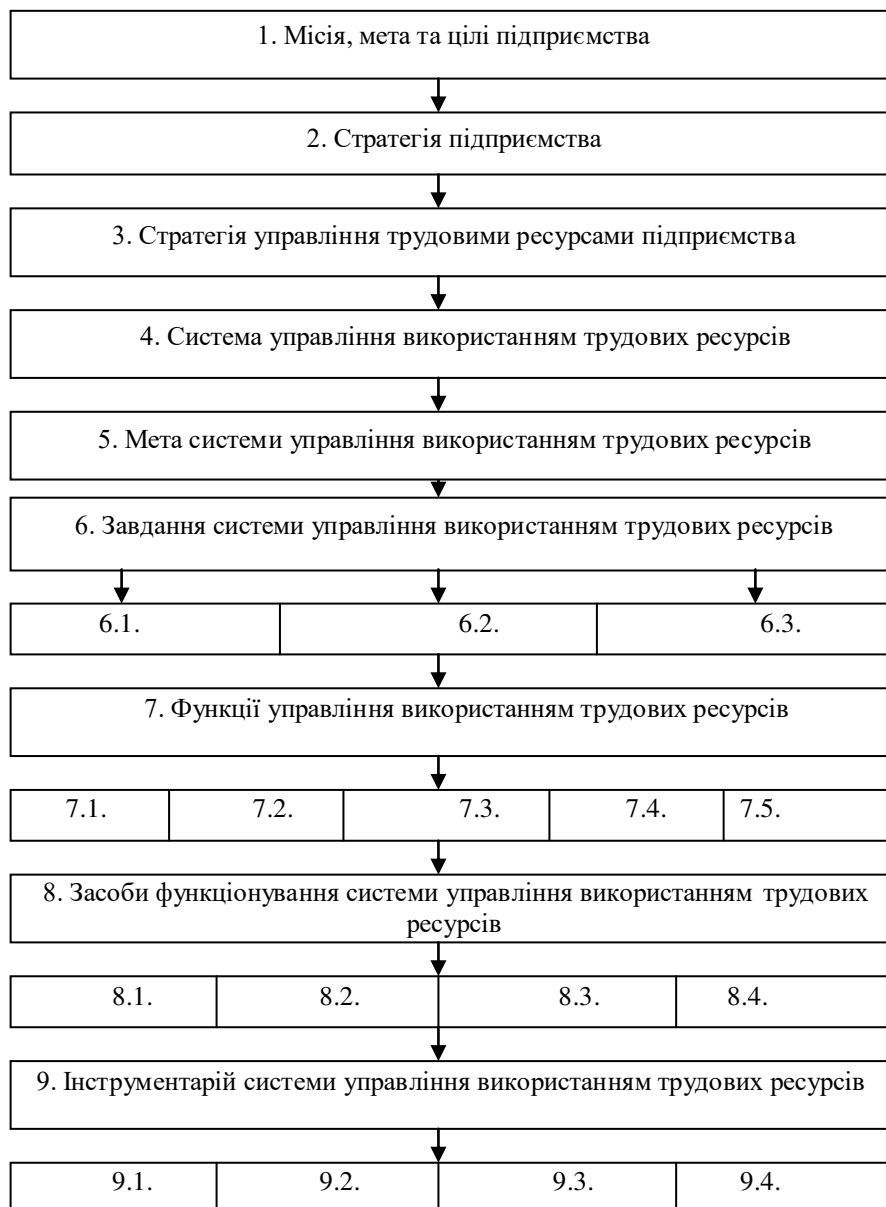 1. Місія, мета та цілі підприємства
2. Стратегія підприємства
3. Стратегія управління трудовими ресурсами підприємства
4. Система управління використанням трудових ресурсів
5. Мета системи управління використанням трудових ресурсів
6. Завдання системи управління використанням трудових ресурсів
6.1. 6.2. 6.3.
7. Функції управління використанням трудових ресурсів
7.1. 7.2. 7.3. 7.4. 7.5.
8. Засоби функціонування системи управління використанням трудових
ресурсів
8.1. 8.2. 8.3. 8.4.
9. Інструментарій системи управління використанням трудових ресурсів
9.1. 9.2. 9.3. 9.4.